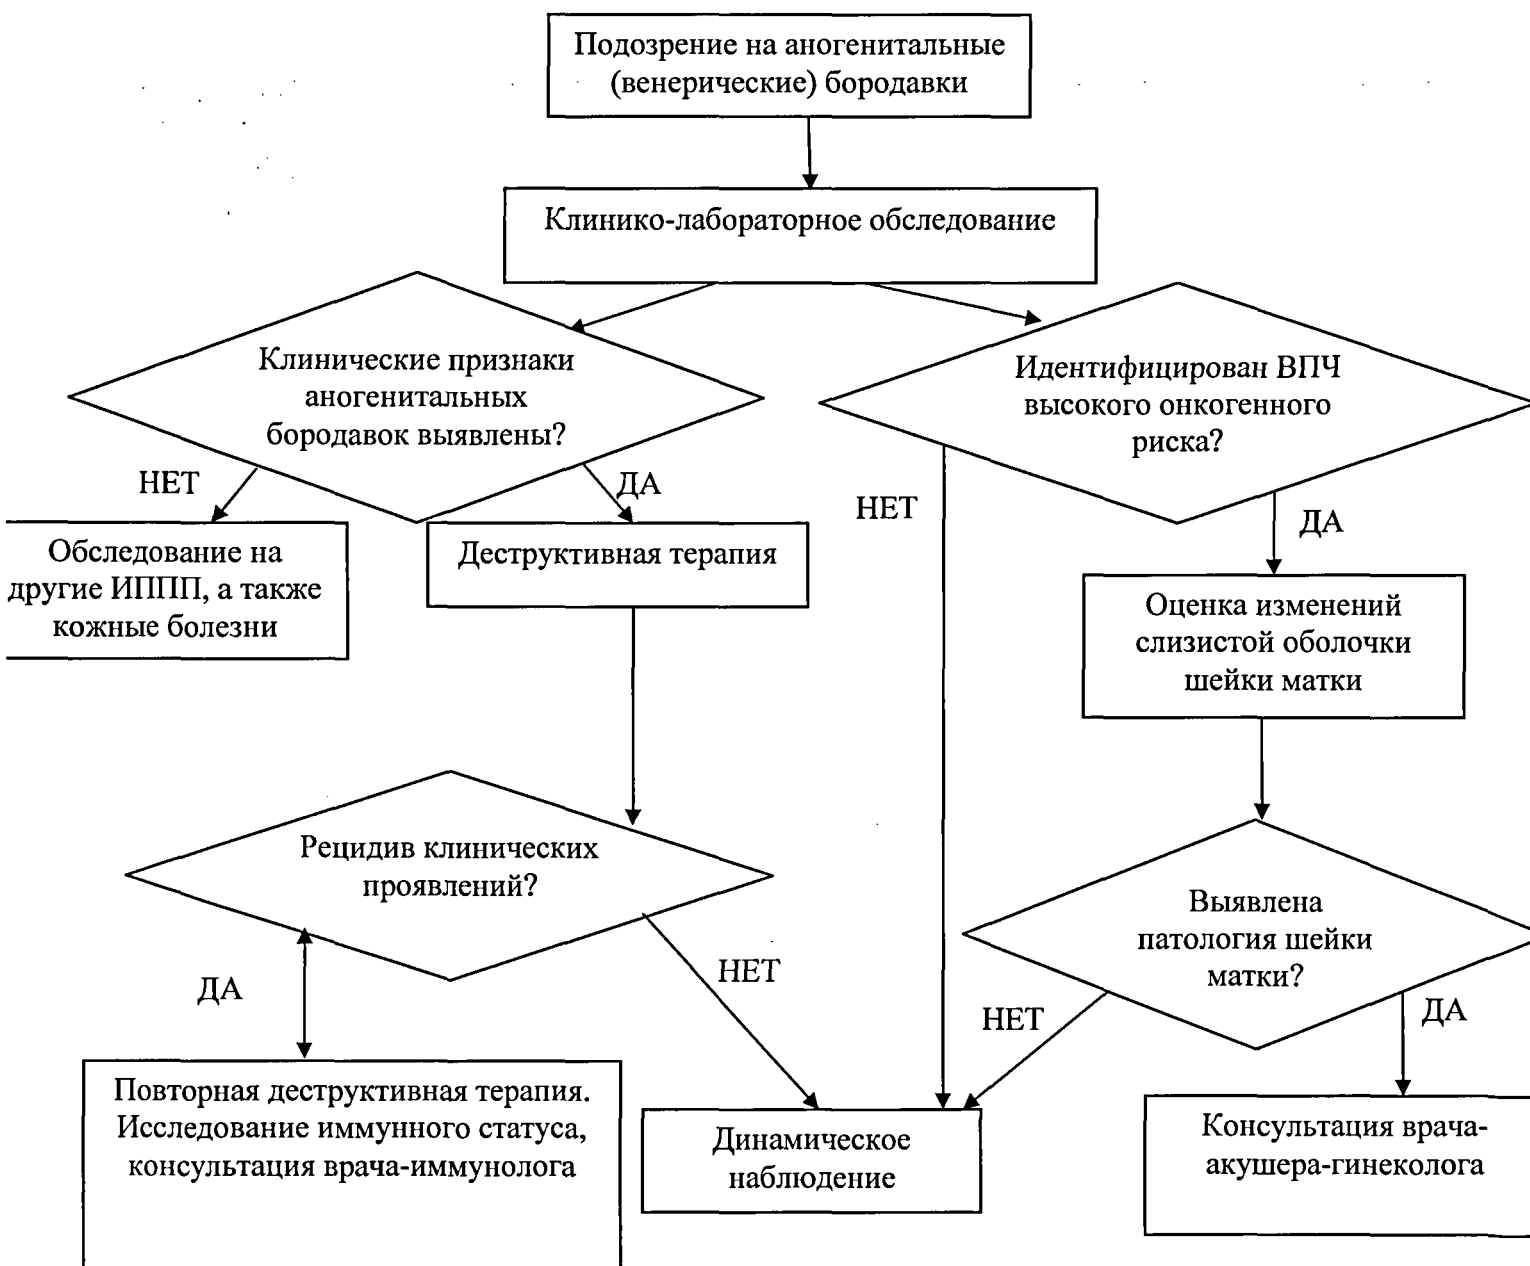 Подозрение на аногенитальные
(венерические) бородавки
Клинико-лабораторное обследование
Клинические признаки
аногенитальных
бородавок выявлены?
Идентифицирован ВПЧ
высокого онкогенного
риска?
НЕТ
ДА
НЕТ
ДА
Обследование на
другие ИППП, а также
кожные болезни
Деструктивная терапия
Оценка изменений
слизистой оболочки
шейки матки
Рецидив клинических
проявлений?
Выявлена
патология шейки
матки?
ДА
НЕТ
НЕТ
ДА
Повторная деструктивная терапия.
Исследование иммунного статуса,
консультация врача-иммунолога
Динамическое
наблюдение
Консультация врача-
акушера-гинеколога